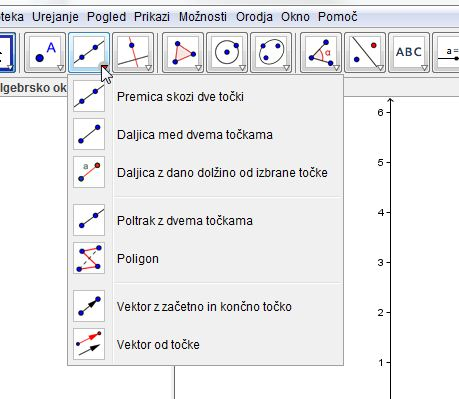 oteka Urejanje Pogled Prikazi Možnosti Orodja Okno Pomoč
A
α
ABC
a =
lgebrsko ok
Premica skozi dve točki
Daljica med dvema točkama
a
Daljica z dano dolžino od izbrane točke
Poltrak z dvema točkama
Poligon
Vektor z začetno in končno točko
Vektor od točke
6
5
4
3
2
1